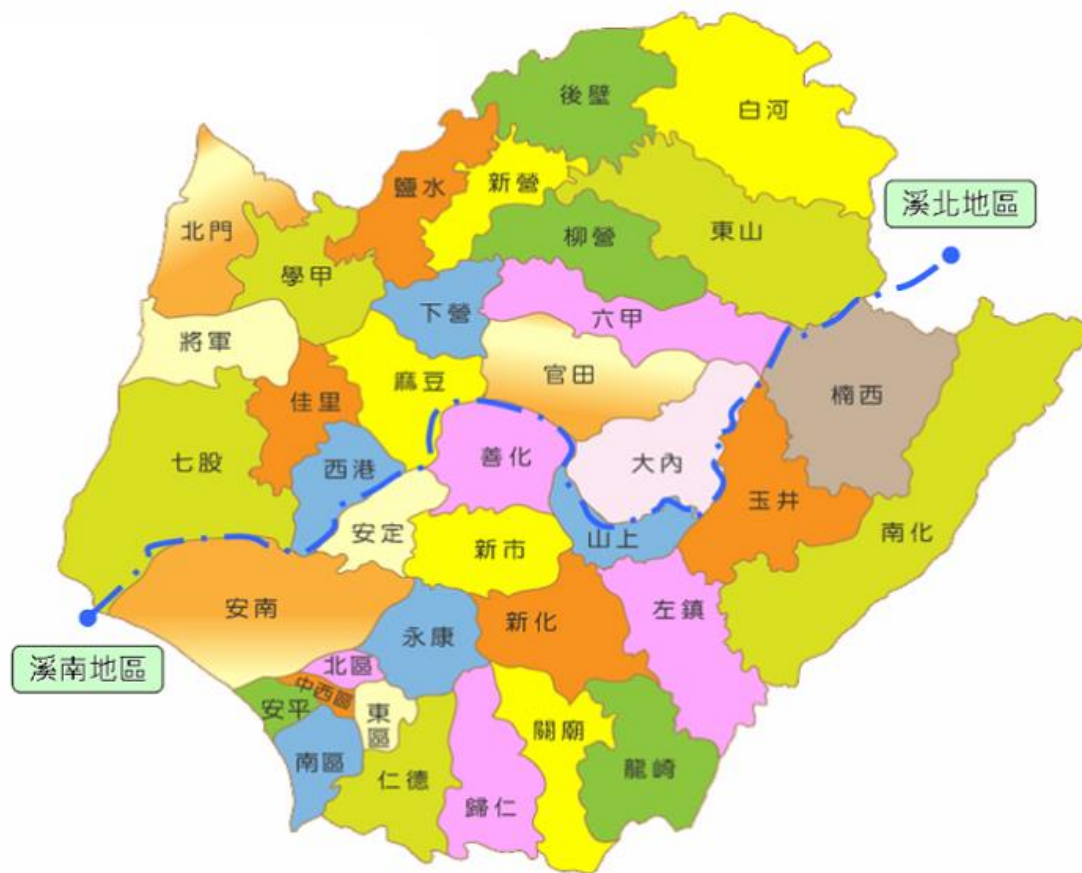 後壁
白河
鹽水
新營
溪北地區
北門
柳營
東山
學甲
下營
六甲
將軍
麻豆
官田
楠西
佳里
七股
西港
善化
大內
玉井
安定
新市
山上
南化
安南
永康
新化
左鎮
溪南地區
北區
中西區
安平
東區
關廟
南區
仁德
龍崎
歸仁